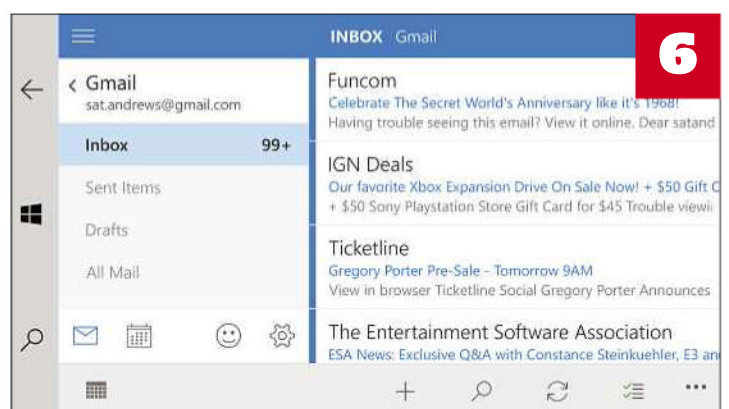 INBOX Gmail
6
Gmail
sat.andrews@gmail.com
Inbox 99+
Sent Items
Drafts
All Mail
Funcom
Celebrate The Secret World's Anniversary like it's 1968!
Having trouble seeing this email? View it online. Dear satand
IGN Deals
Our favorite Xbox Expansion Drive On Sale Now! + $50 Gift C
+ $50 Sony Playstation Store Gift Card for $45 Trouble viewi
Ticketline
Gregory Porter Pre-Sale - Tomorrow 9AM
View in browser Ticketline Social Gregory Porter Announces
The Entertainment Software Association
ESA News: Exclusive Q&A with Constance Steinkuehler, E3 an